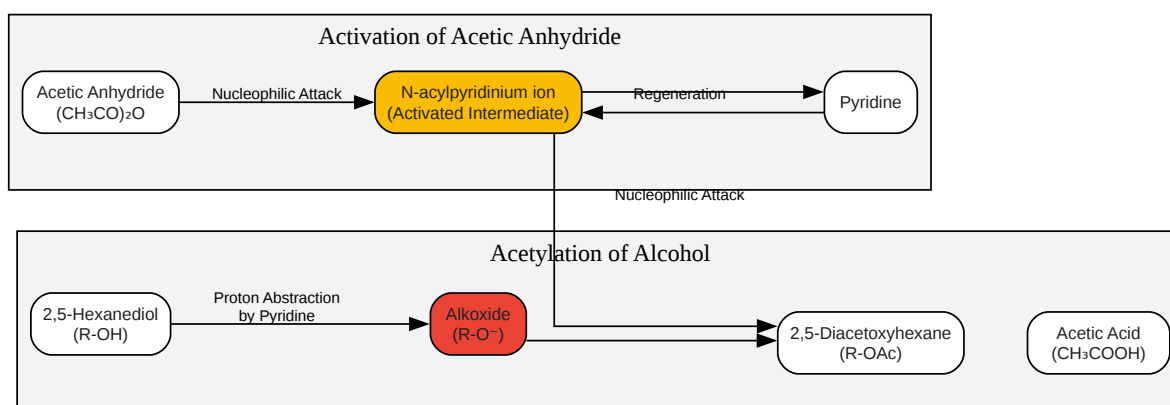 Activation of Acetic Anhydride
Acetic Anhydride
(CH₃CO)₂O
Nucleophilic Attack
N-acylpyridinium ion
(Activated Intermediate)
Regeneration
Pyridine
Nucleophilic Attack
Acetylation of Alcohol
2,5-Hexanediol
(R-OH)
Proton Abstraction
by Pyridine
Alkoxide
(R-O⁻)
2,5-Diacetoxyhexane
(R-OAc)
Acetic Acid
(CH₃COOH)